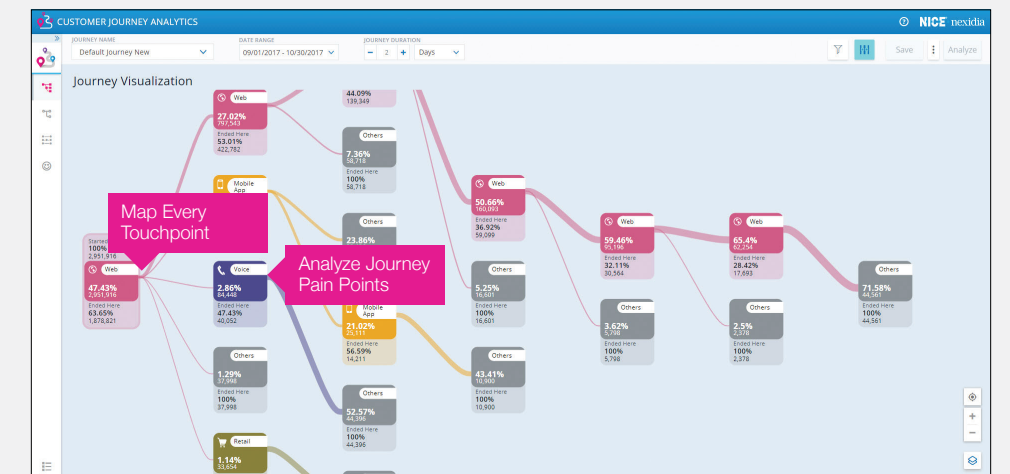 CUSTOMER JOURNEY ANALYTICS
NICE nexidia
JOURNEY NAME
Default Journey New
DATE RANGE
09/01/2017 - 10/30/2017
JOURNEY DURATION
- 2 + Days
Save
Analyze
Journey Visualization
Started
100%
2,951,916
Web
47.43%
2,951,916
Ended Here
63.65%
1,878,821
Map Every
Touchpoint
Web
27.02%
797,543
Ended Here
53.01%
422,782
Mobile
App
Voice
2.86%
84,448
Ended Here
47.43%
40,052
Others
1.29%
37,998
Ended Here
100%
37,998
Retail
1.14%
33,654
Analyze Journey
Pain Points
44.09%
139,349
Others
7.36%
58,718
Ended Here
100%
58,718
Others
23.86%
Mobile
App
21.02%
25,111
Ended Here
56.59%
14,211
Others
52.57%
44,396
Ended Here
100%
44,396
Web
50.66%
160,093
Ended Here
36.92%
59,099
Others
5.25%
16,601
Ended Here
100%
16,601
Others
43.41%
10,900
Ended Here
100%
10,900
Web
59.46%
95,196
Ended Here
32.11%
30,564
Others
3.62%
5,798
Ended Here
100%
5,798
Web
65.4%
62,254
Ended Here
28.42%
17,693
Others
2.5%
2,378
Ended Here
100%
2,378
Others
71.58%
44,561
Ended Here
100%
44,561